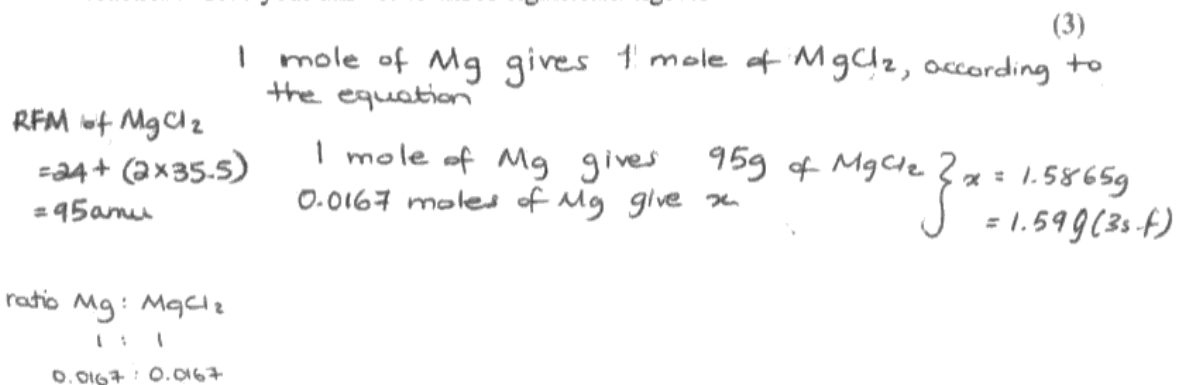 (3)
1 mole of Mg gives 1 mole of MgCl₂, according to
the equation
RFM of MgCl₂
=24 + (2×35.5)
=95amu
1 mole of Mg gives 95g of MgCl₂
0.0167 moles of Mg give x
} x = 1.5865g
= 1.59g (3s.f)
ratio Mg : MgCl₂
1 : 1
0.0167 : 0.0167